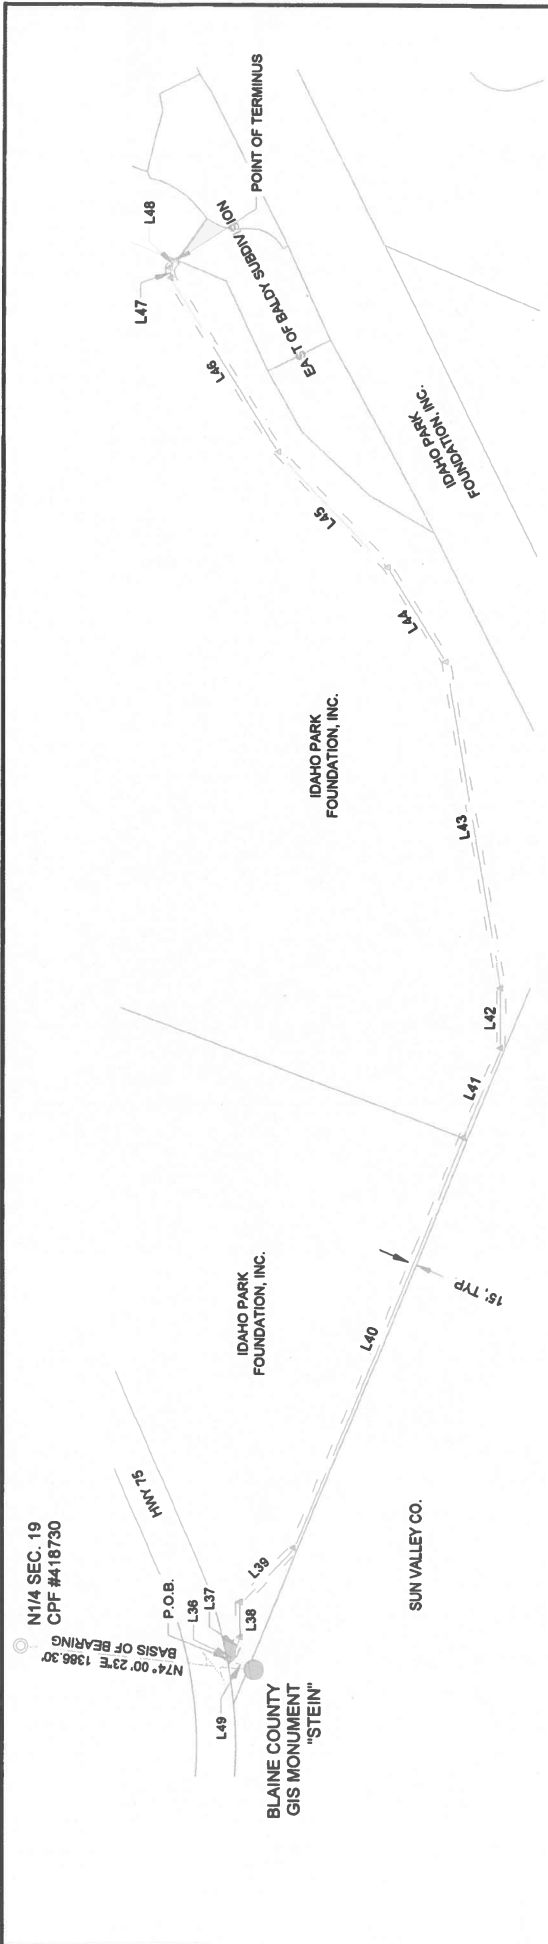 N1/4 SEC. 19
CPF #418730
N74° 00' 23"E 1386.30'
BASIS OF BEARING
BLAINE COUNTY
GIS MONUMENT
"STEIN"
P.O.B.
L36
L37
L49
L38
L39
HWY 75
IDAHO PARK
FOUNDATION, INC.
SUN VALLEY CO.
L40
15', TYP
L41
L42
L43
IDAHO PARK
FOUNDATION, INC.
L44
L45
L46
L47
L48
POINT OF TERMINUS
EAST OF BALDY SUBDIVISION
IDAHO PARK
FOUNDATION, INC.